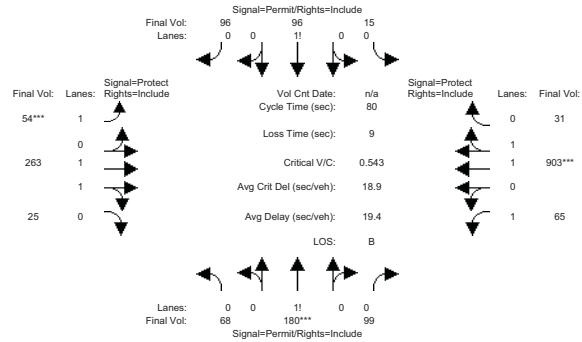 Signal=Permit/Rights=Include
Final Vol: 96 96 15
Lanes: 0 0 1! 0 0
Signal=Protect Signal=Protect
Final Vol: Lanes: Rights=Include Vol Cnt Date: n/a Rights=Include Lanes: Final Vol:
Cycle Time (sec): 80
54*** 1 0 31
Loss Time (sec): 9
0 1
263 1 Critical V/C: 0.543 1 903***
1 Avg Crit Del (sec/veh): 18.9 0
25 0 Avg Delay (sec/veh): 19.4 1 65
LOS: B
Lanes: 0 0 1! 0 0
Final Vol: 68 180*** 99
Signal=Permit/Rights=Include